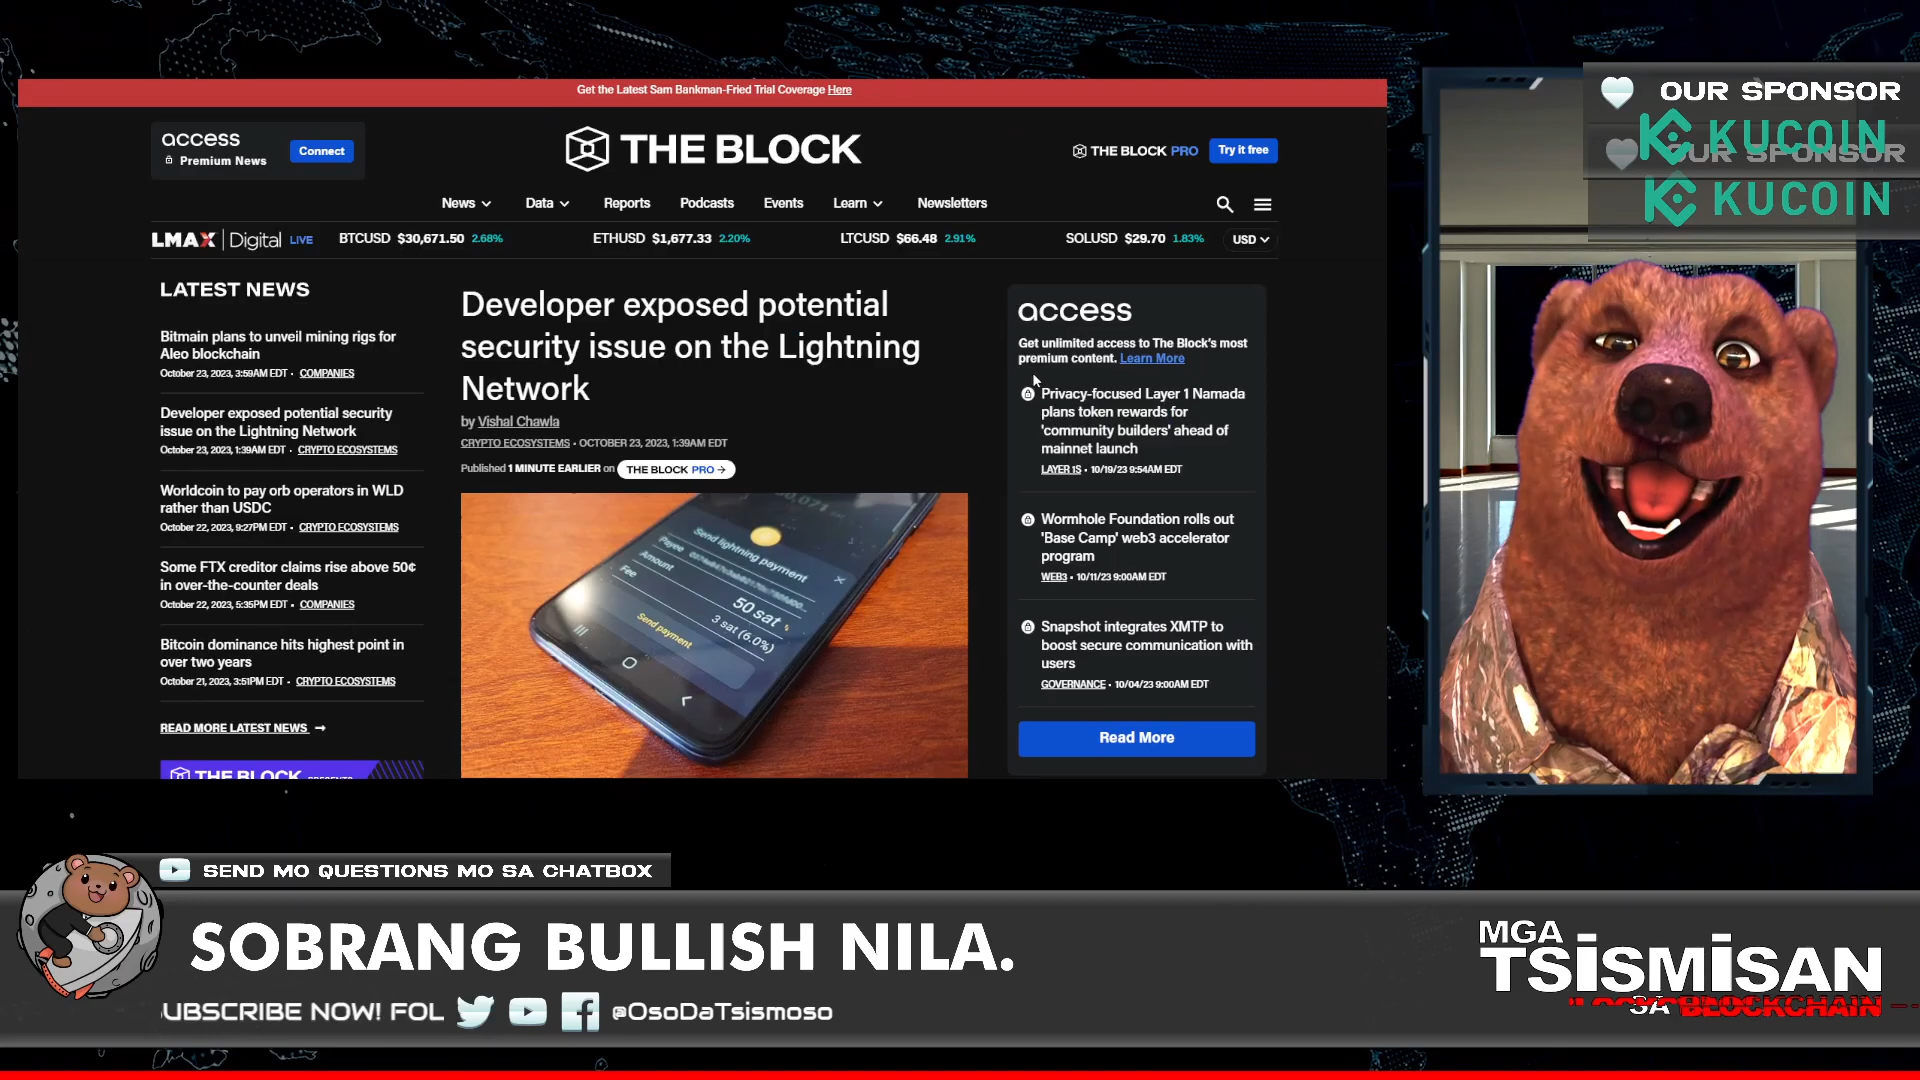 Get the Latest Sam Bankman-Fried Trial Coverage Here
access
Premium News
Connect
THE BLOCK
THE BLOCK PRO
Try it free
News
Data
Reports
Podcasts
Events
Learn
Newsletters
LMAX Digital LIVE
BTCUSD $30,671.50 2.68%
ETHUSD $1,677.33 2.20%
LTCUSD $66.48 2.91%
SOLUSD $29.70 1.83%
USD
LATEST NEWS
Bitmain plans to unveil mining rigs for
Aleo blockchain
October 23, 2023, 3:59AM EDT • COMPANIES
Developer exposed potential security
issue on the Lightning Network
October 23, 2023, 1:39AM EDT • CRYPTO ECOSYSTEMS
Worldcoin to pay orb operators in WLD
rather than USDC
October 22, 2023, 9:27PM EDT • CRYPTO ECOSYSTEMS
Some FTX creditor claims rise above 50¢
in over-the-counter deals
October 22, 2023, 5:35PM EDT • COMPANIES
Bitcoin dominance hits highest point in
over two years
October 21, 2023, 3:51PM EDT • CRYPTO ECOSYSTEMS
READ MORE LATEST NEWS →
THE BLOCK PRESENTS
Developer exposed potential
security issue on the Lightning
Network
by Vishal Chawla
CRYPTO ECOSYSTEMS • OCTOBER 23, 2023, 1:39AM EDT
Published 1 MINUTE EARLIER on THE BLOCK PRO →
Send lightning payment
Payee
Amount
50 sat
Fee
3 sat (6.0%)
Send payment
access
Get unlimited access to The Block's most
premium content. Learn More
Privacy-focused Layer 1 Namada
plans token rewards for
'community builders' ahead of
mainnet launch
LAYER 1S • 10/19/23 9:54AM EDT
Wormhole Foundation rolls out
'Base Camp' web3 accelerator
program
WEB3 • 10/11/23 9:00AM EDT
Snapshot integrates XMTP to
boost secure communication with
users
GOVERNANCE • 10/04/23 9:00AM EDT
Read More
OUR SPONSOR
KUCOIN
OUR SPONSOR
KUCOIN
SEND MO QUESTIONS MO SA CHATBOX
SOBRANG BULLISH NILA.
UBSCRIBE NOW! FOL
@OsoDaTsismoso
MGA
TSISMISAN
SA BLOCKCHAIN